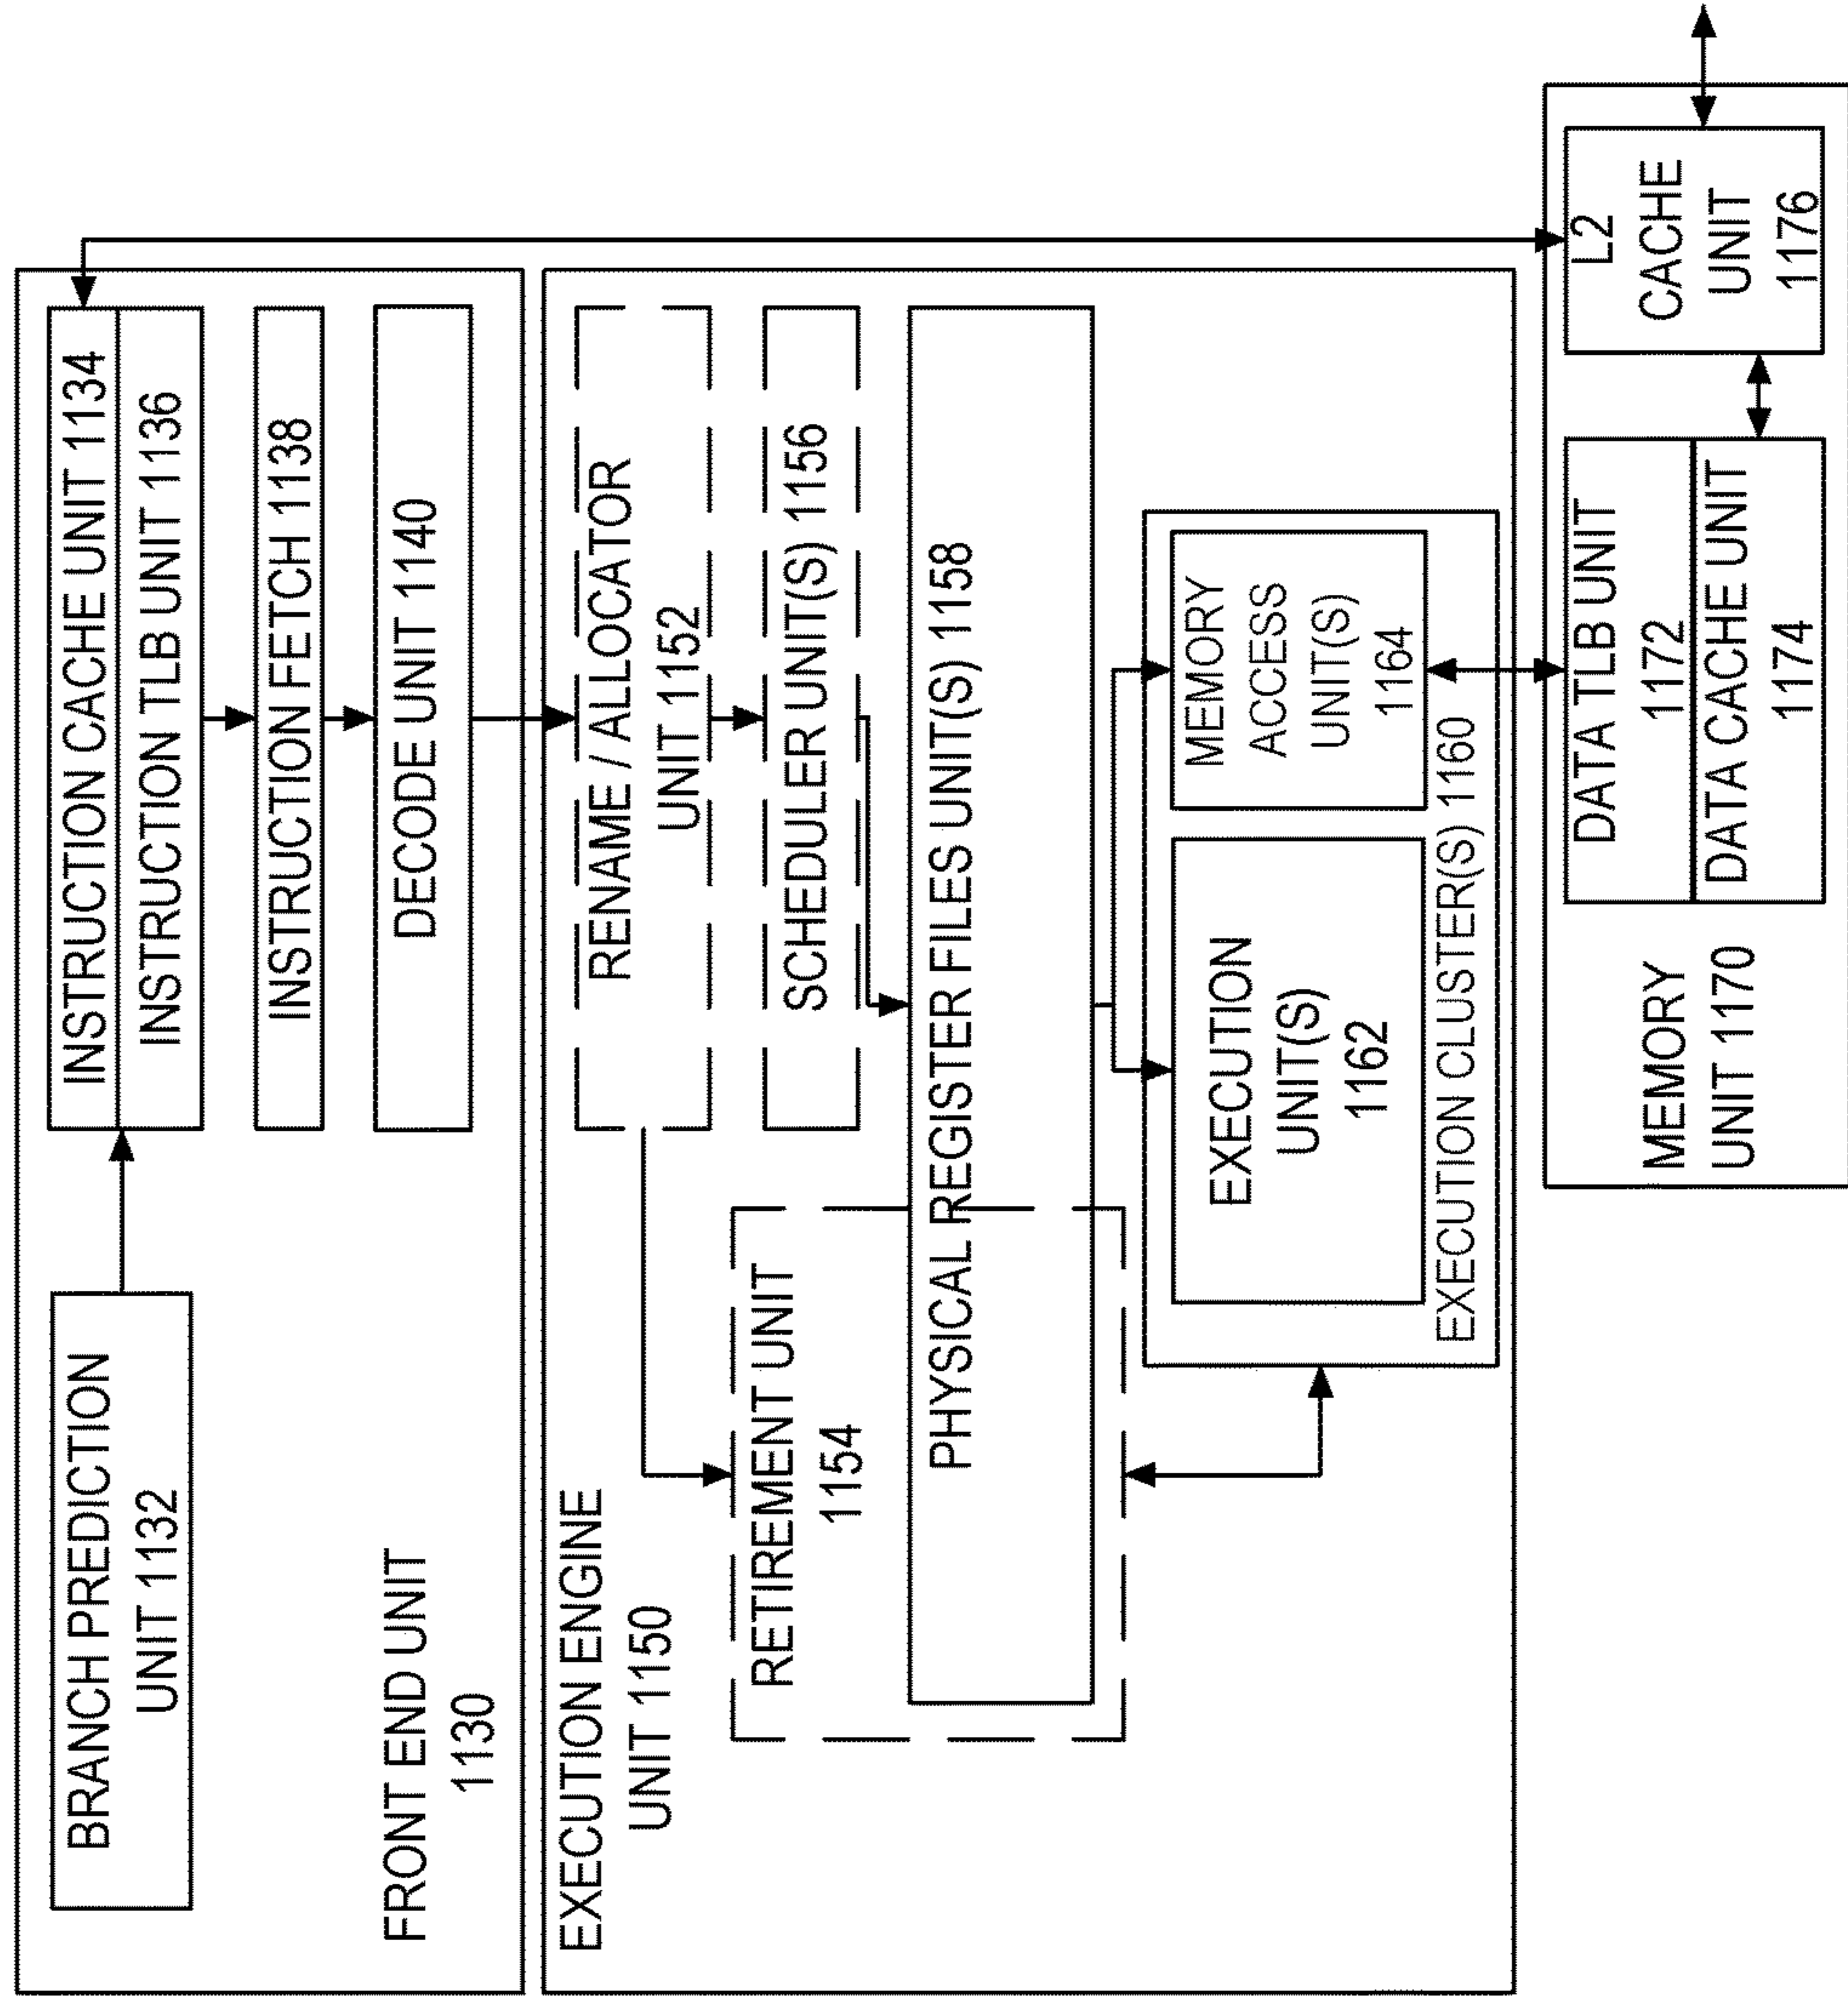 BRANCH PREDICTION
UNIT 1132
INSTRUCTION CACHE UNIT 1134
INSTRUCTION TLB UNIT 1136
INSTRUCTION FETCH 1138
DECODE UNIT 1140
FRONT END UNIT
1130
EXECUTION ENGINE
UNIT 1150
RENAME / ALLOCATOR
UNIT 1152
RETIREMENT UNIT
1154
SCHEDULER UNIT(S) 1156
PHYSICAL REGISTER FILES UNIT(S) 1158
EXECUTION
UNIT(S)
1162
MEMORY
ACCESS
UNIT(S)
1164
EXECUTION CLUSTER(S) 1160
MEMORY
UNIT 1170
DATA TLB UNIT
1172
DATA CACHE UNIT
1174
L2
CACHE
UNIT
1176